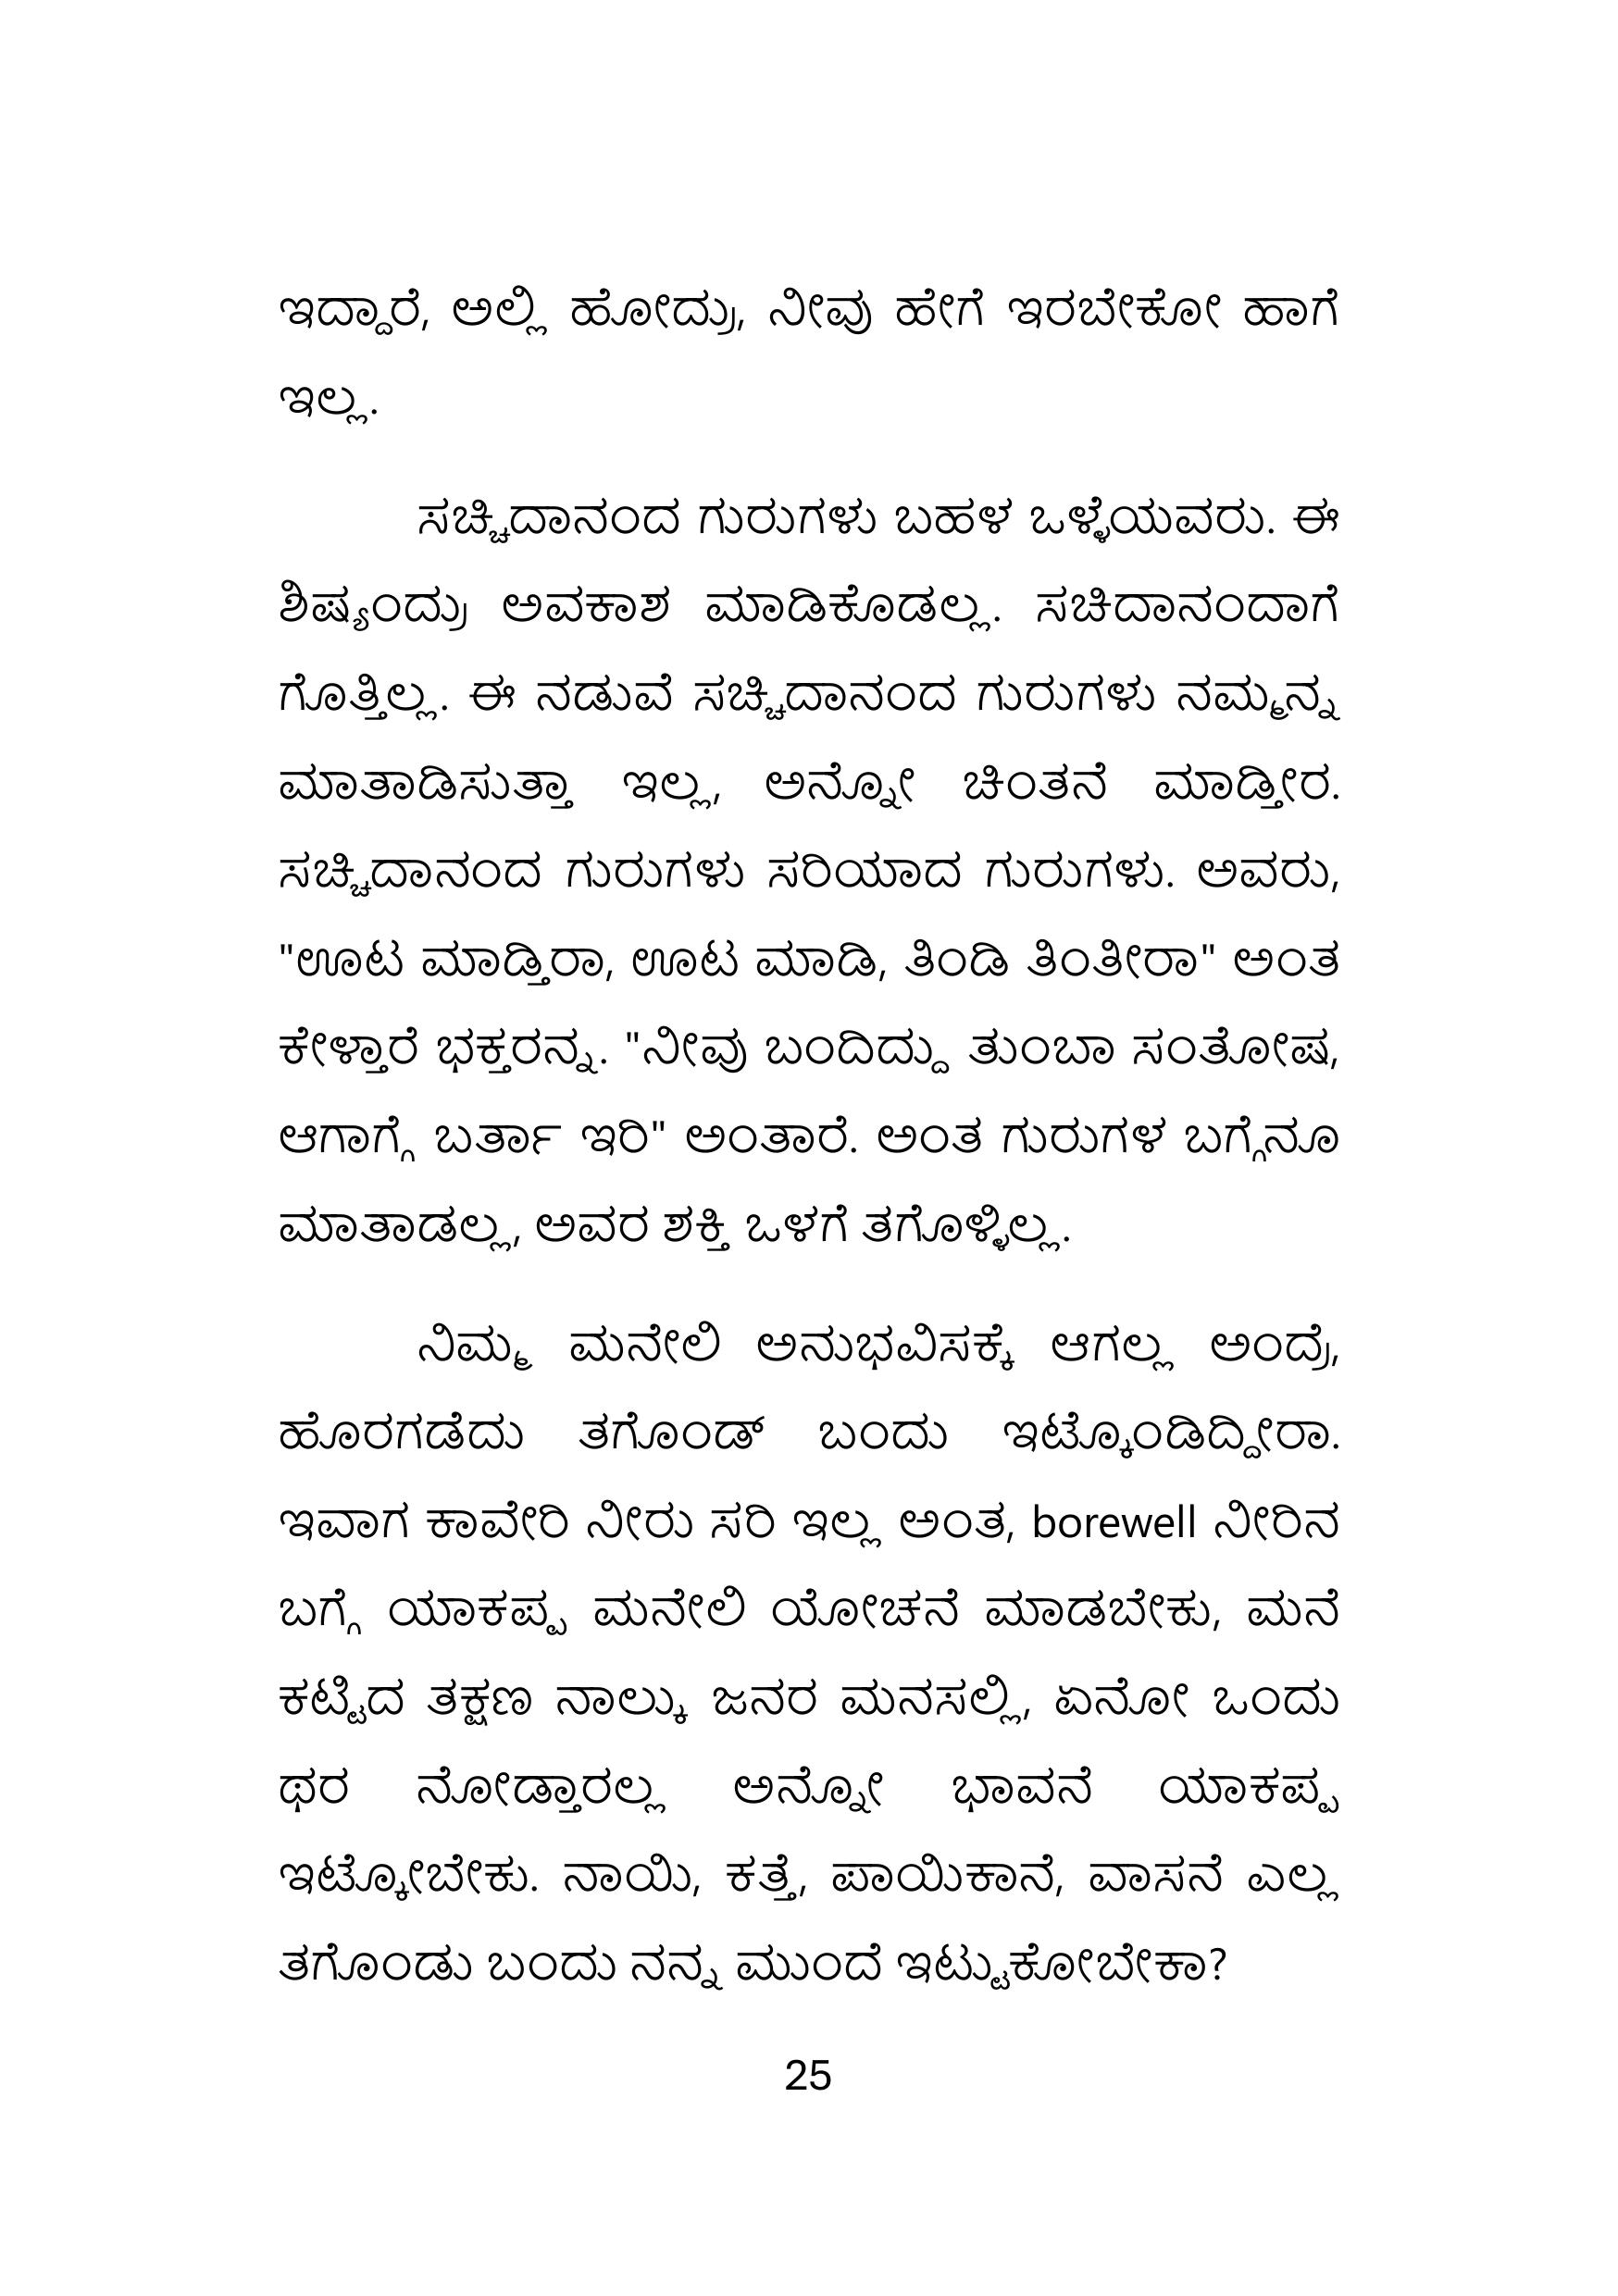 ಇದ್ದಾರೆ, ಅಲ್ಲಿ ಹೋದ್ರು, ನೀವು ಹೇಗೆ ಇರಬೇಕೋ ಹಾಗೆ
ಇಲ್ಲ.
ಸಚ್ಚಿದಾನಂದ ಗುರುಗಳು ಬಹಳ ಒಳ್ಳೆಯವರು. ಈ
ಶಿಷ್ಯಂದ್ರು ಅವಕಾಶ ಮಾಡಿಕೊಡಲ್ಲ. ಸಚಿದಾನಂದಾಗೆ
ಗೊತ್ತಿಲ್ಲ. ಈ ನಡುವೆ ಸಚ್ಚಿದಾನಂದ ಗುರುಗಳು ನಮ್ಮನ್ನ
ಮಾತಾಡಿಸುತ್ತಾ ಇಲ್ಲ, ಅನ್ನೋ ಚಿಂತನೆ ಮಾಡ್ತೀರ.
ಸಚ್ಚಿದಾನಂದ ಗುರುಗಳು ಸರಿಯಾದ ಗುರುಗಳು. ಅವರು,
"ಊಟ ಮಾಡ್ತಿರಾ, ಊಟ ಮಾಡಿ, ತಿಂಡಿ ತಿಂತೀರಾ" ಅಂತ
ಕೇಳ್ತಾರೆ ಭಕ್ತರನ್ನ. "ನೀವು ಬಂದಿದ್ದು ತುಂಬಾ ಸಂತೋಷ,
ಆಗಾಗ್ಗೆ ಬರ್ತಾ ಇರಿ" ಅಂತಾರೆ. ಅಂತ ಗುರುಗಳ ಬಗ್ಗೆನೂ
ಮಾತಾಡಲ್ಲ, ಅವರ ಶಕ್ತಿ ಒಳಗೆ ತಗೊಳ್ಳಿಲ್ಲ.
ನಿಮ್ಮ ಮನೇಲಿ ಅನುಭವಿಸಕ್ಕೆ ಆಗಲ್ಲ ಅಂದ್ರೆ,
ಹೊರಗಡೆದು ತಗೊಂಡ್ ಬಂದು ಇಟ್ಕೊಂಡಿದ್ದೀರಾ.
ಇವಾಗ ಕಾವೇರಿ ನೀರು ಸರಿ ಇಲ್ಲ ಅಂತ, borewell ನೀರಿನ
ಬಗ್ಗೆ ಯಾಕಪ್ಪ ಮನೇಲಿ ಯೋಚನೆ ಮಾಡಬೇಕು, ಮನೆ
ಕಟ್ಟಿದ ತಕ್ಷಣ ನಾಲ್ಕು ಜನರ ಮನಸಲ್ಲಿ, ಏನೋ ಒಂದು
ಥರ ನೋಡ್ತಾರಲ್ಲ ಅನ್ನೋ ಭಾವನೆ ಯಾಕಪ್ಪ
ಇಟ್ಕೋಬೇಕು. ನಾಯಿ, ಕತ್ತೆ, ಪಾಯಿಕಾನೆ, ವಾಸನೆ ಎಲ್ಲ
ತಗೊಂಡು ಬಂದು ನನ್ನ ಮುಂದೆ ಇಟ್ಟುಕೋಬೇಕಾ?
25